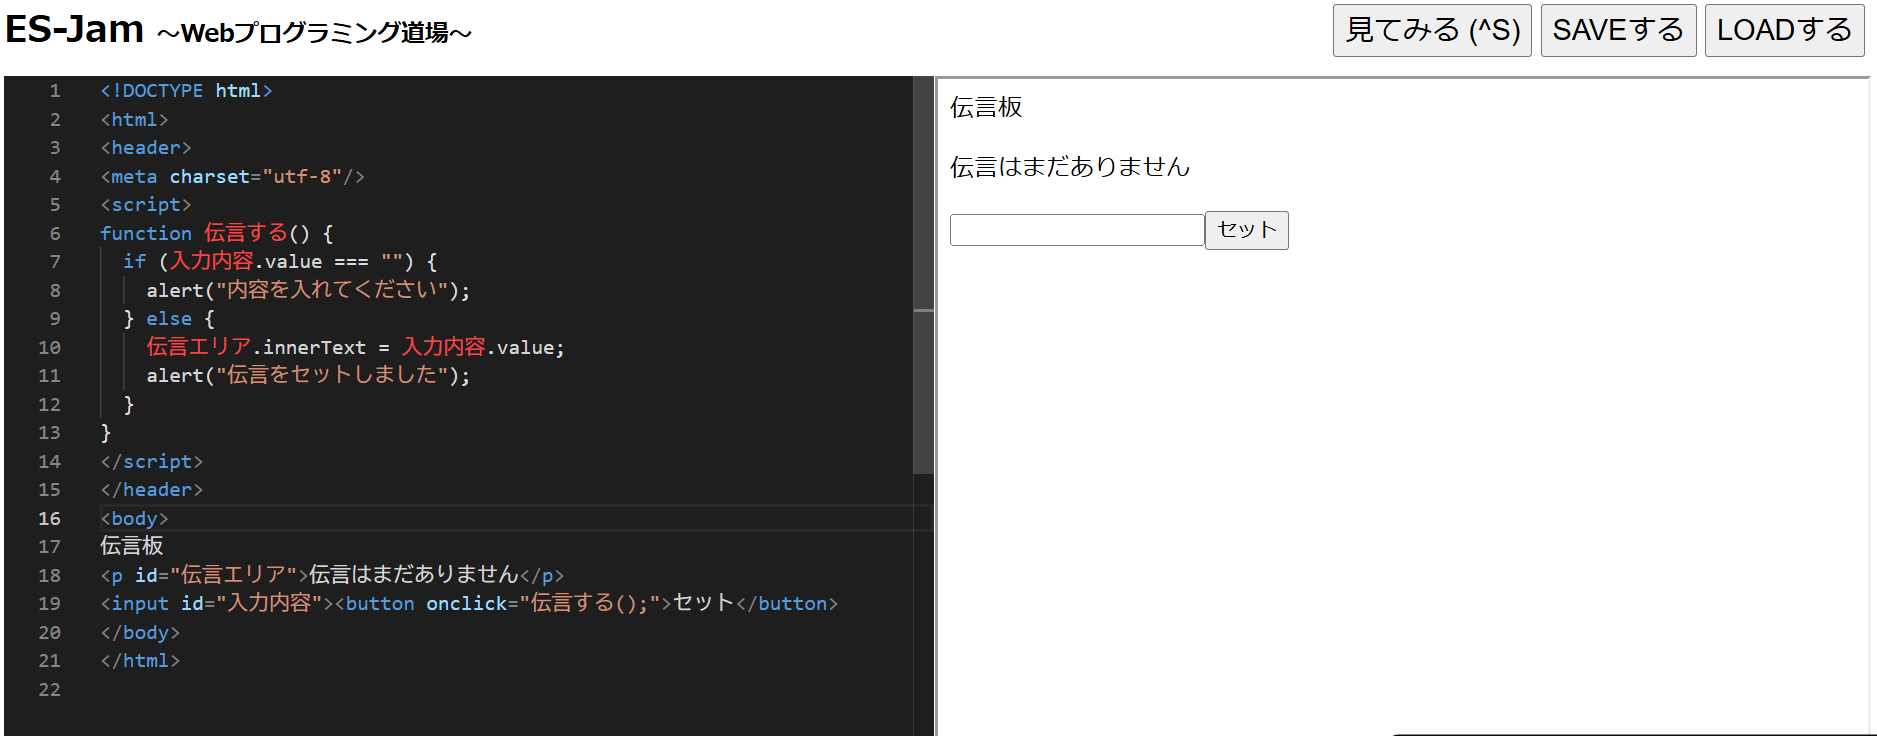 ES-Jam ～Webプログラミング道場～
見てみる (^S) SAVEする LOADする
1 <!DOCTYPE html>
2 <html>
3 <header>
4 <meta charset="utf-8"/>
5 <script>
6 function 伝言する() {
7 if (入力内容.value === "") {
8 alert("内容を入れてください");
9 } else {
10 伝言エリア.innerText = 入力内容.value;
11 alert("伝言をセットしました");
12 }
13 }
14 </script>
15 </header>
16 <body>
17 伝言板
18 <p id="伝言エリア">伝言はまだありません</p>
19 <input id="入力内容"><button onclick="伝言する();">セット</button>
20 </body>
21 </html>
22
伝言板
伝言はまだありません
セット